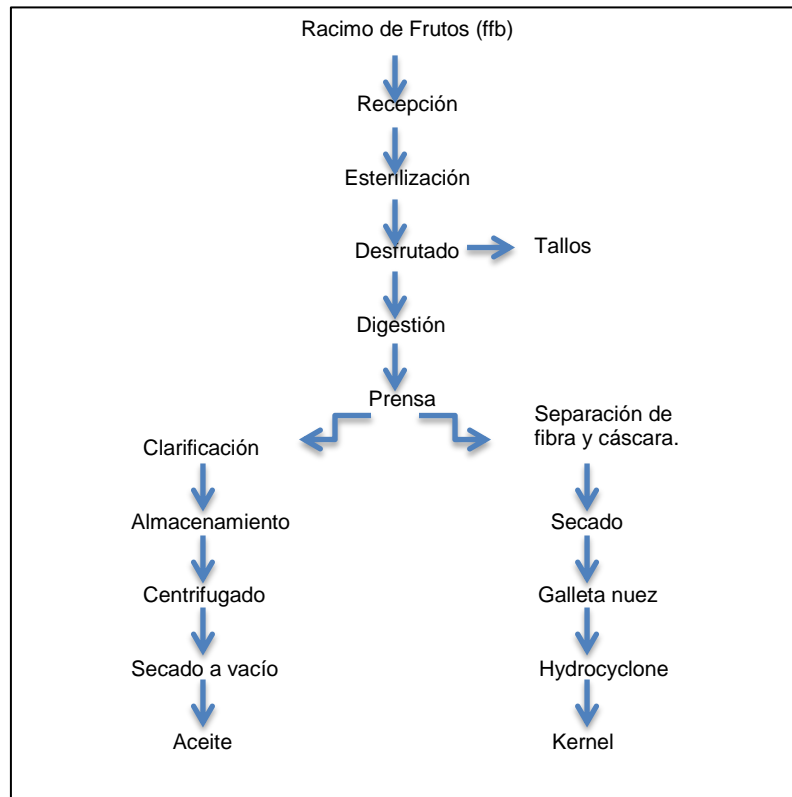 Racimo de Frutos (ffb)
Recepción
Esterilización
Desfrutado
Tallos
Digestión
Prensa
Clarificación
Separación de
fibra y cáscara.
Almacenamiento
Secado
Centrifugado
Galleta nuez
Secado a vacío
Hydrocyclone
Aceite
Kernel